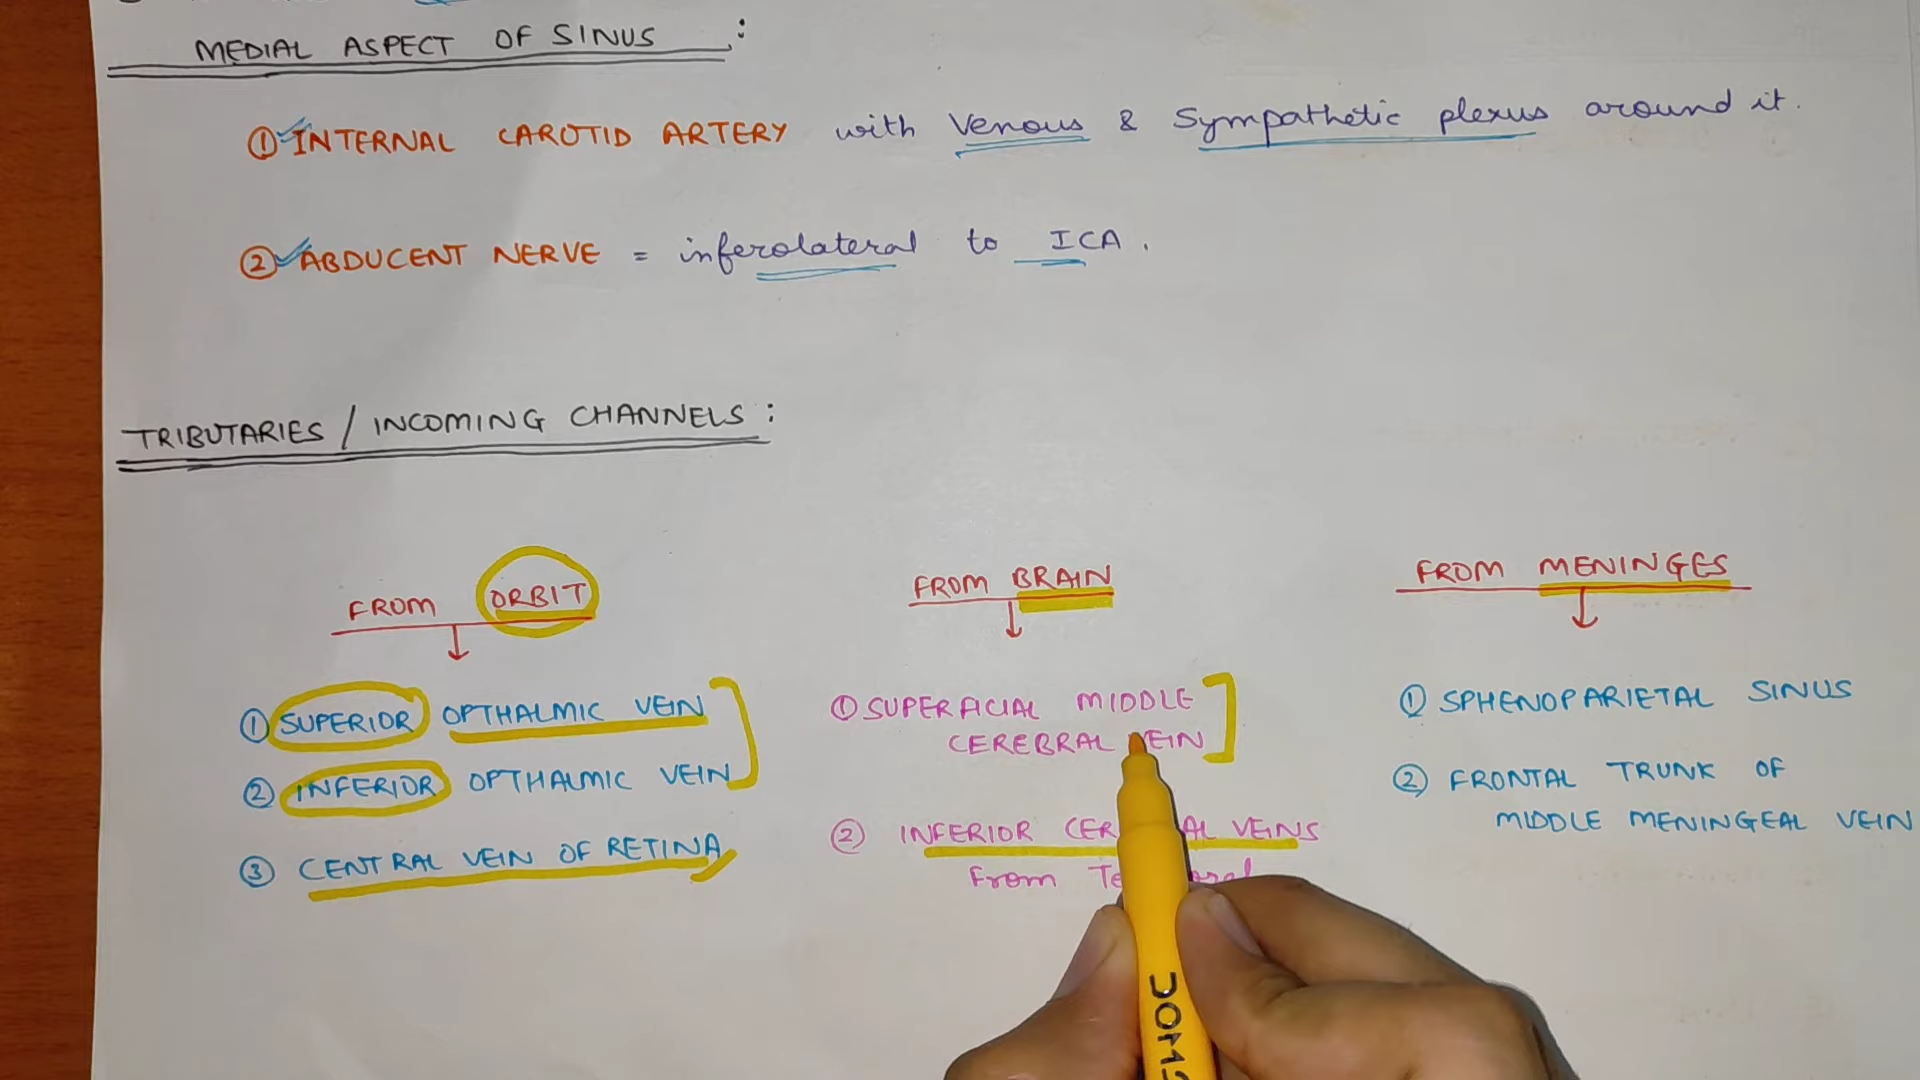 MEDIAL ASPECT OF SINUS :
① INTERNAL CAROTID ARTERY with Venous & Sympathetic plexus around it.
② ABDUCENT NERVE = inferolateral to ICA.
TRIBUTARIES / INCOMING CHANNELS :
FROM ORBIT
① SUPERIOR OPTHALMIC VEIN
② INFERIOR OPTHALMIC VEIN
③ CENTRAL VEIN OF RETINA
FROM BRAIN
① SUPERFICIAL MIDDLE
CEREBRAL VEIN
② INFERIOR VEINS
From
FROM MENINGES
① SPHENOPARIETAL SINUS
② FRONTAL TRUNK OF
MIDDLE MENINGEAL VEIN